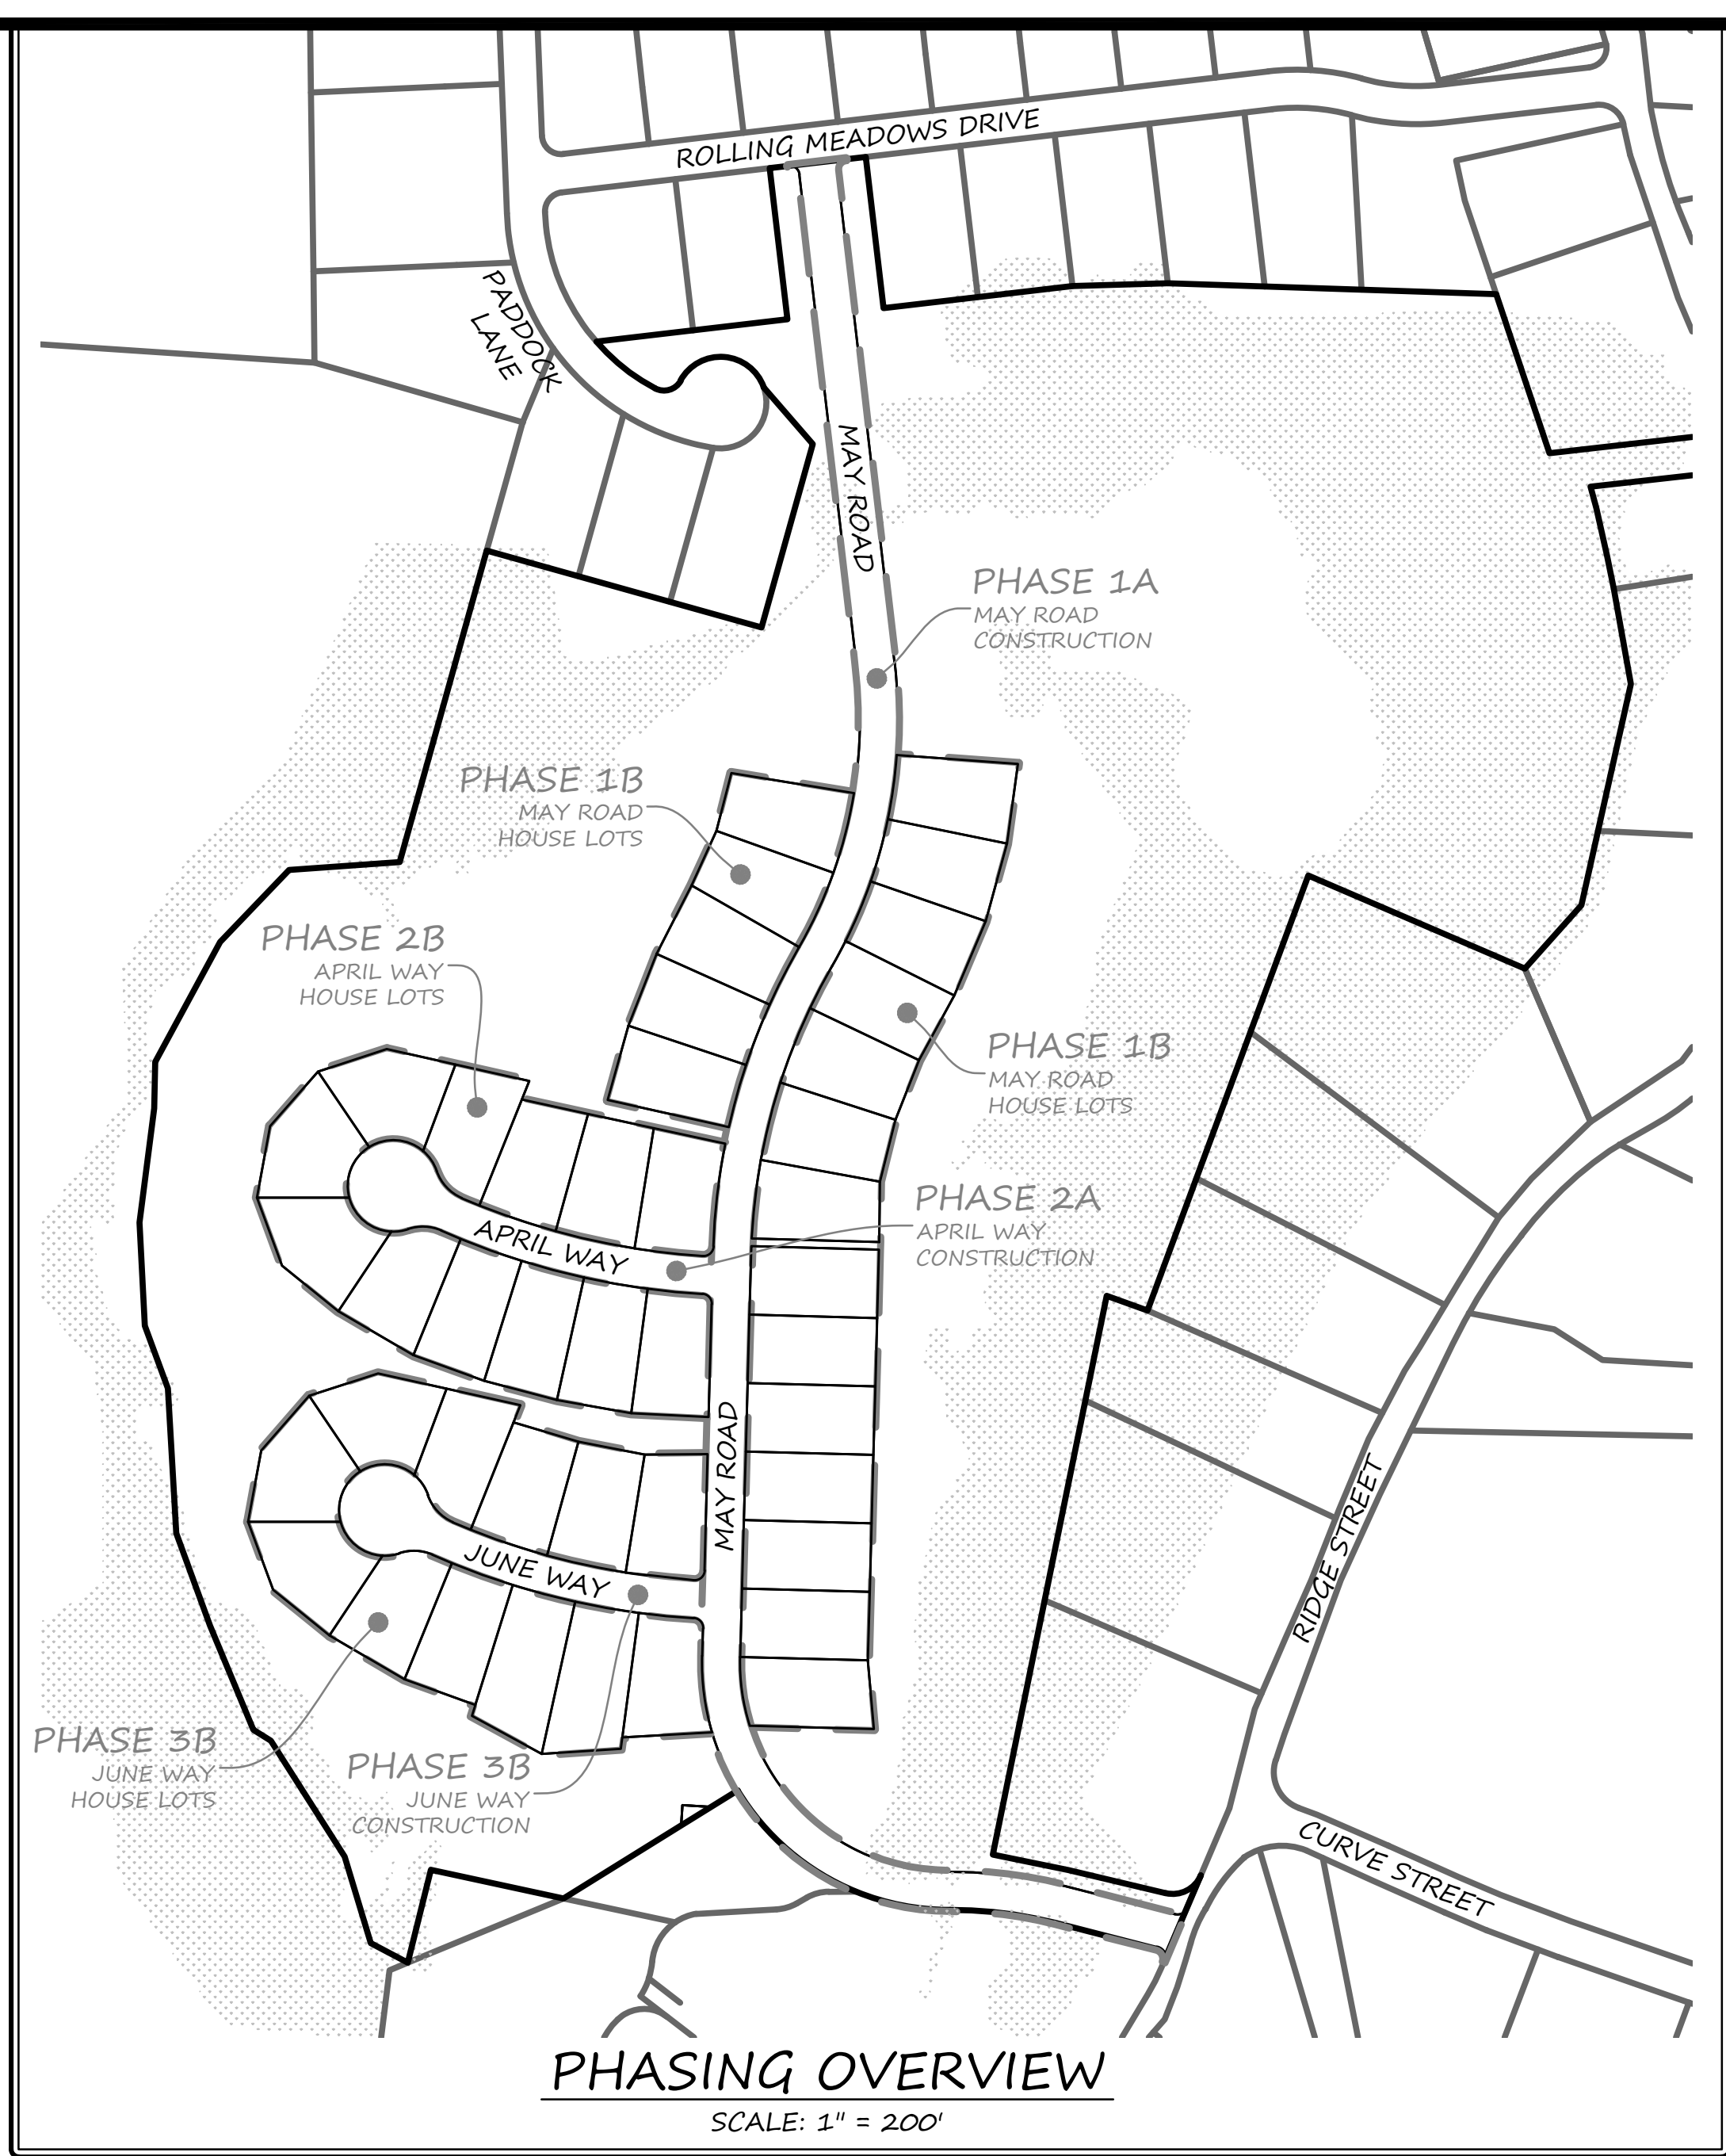 ROLLING MEADOWS DRIVE
PADDOCK
LANE
MAY ROAD
PHASE 1A
MAY ROAD
CONSTRUCTION
PHASE 1B
MAY ROAD
HOUSE LOTS
PHASE 2B
APRIL WAY
HOUSE LOTS
PHASE 1B
MAY ROAD
HOUSE LOTS
PHASE 2A
APRIL WAY
CONSTRUCTION
APRIL WAY
MAY ROAD
JUNE WAY
RIDGE STREET
PHASE 3B
JUNE WAY
HOUSE LOTS
PHASE 3B
JUNE WAY
CONSTRUCTION
CURVE STREET
PHASING OVERVIEW
SCALE: 1" = 200'